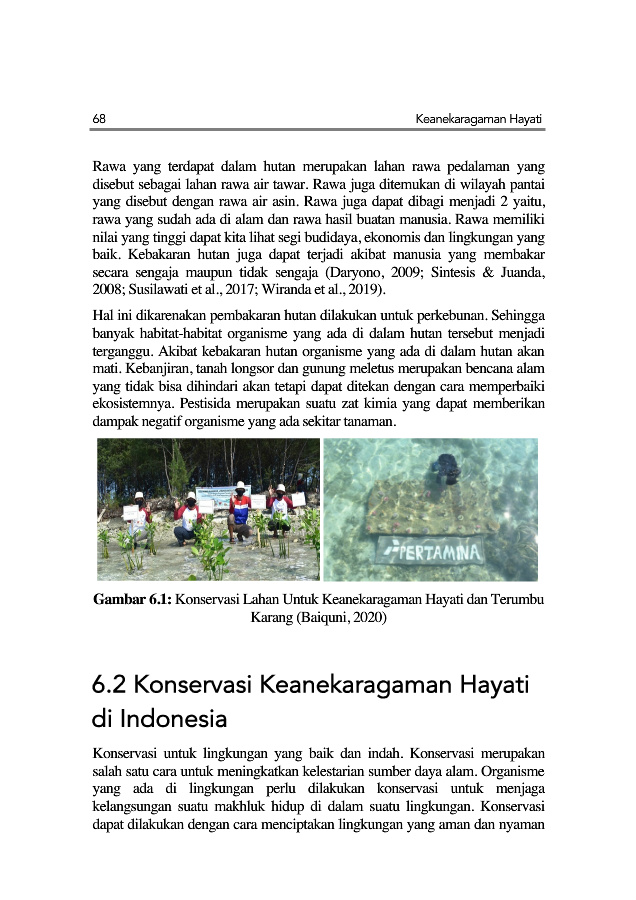 68 Keanekaragaman Hayati
Rawa yang terdapat dalam hutan merupakan lahan rawa pedalaman yang
disebut sebagai lahan rawa air tawar. Rawa juga ditemukan di wilayah pantai
yang disebut dengan rawa air asin. Rawa juga dapat dibagi menjadi 2 yaitu,
rawa yang sudah ada di alam dan rawa hasil buatan manusia. Rawa memiliki
nilai yang tinggi dapat kita lihat segi budidaya, ekonomis dan lingkungan yang
baik. Kebakaran hutan juga dapat terjadi akibat manusia yang membakar
secara sengaja maupun tidak sengaja (Daryono, 2009; Sintesis & Juanda,
2008; Susilawati et al., 2017; Wiranda et al., 2019).
Hal ini dikarenakan pembakaran hutan dilakukan untuk perkebunan. Sehingga
banyak habitat-habitat organisme yang ada di dalam hutan tersebut menjadi
terganggu. Akibat kebakaran hutan organisme yang ada di dalam hutan akan
mati. Kebanjiran, tanah longsor dan gunung meletus merupakan bencana alam
yang tidak bisa dihindari akan tetapi dapat ditekan dengan cara memperbaiki
ekosistemnya. Pestisida merupakan suatu zat kimia yang dapat memberikan
dampak negatif organisme yang ada sekitar tanaman.
PERTAMINA
Gambar 6.1: Konservasi Lahan Untuk Keanekaragaman Hayati dan Terumbu
Karang (Baiquni, 2020)
6.2 Konservasi Keanekaragaman Hayati
di Indonesia
Konservasi untuk lingkungan yang baik dan indah. Konservasi merupakan
salah satu cara untuk meningkatkan kelestarian sumber daya alam. Organisme
yang ada di lingkungan perlu dilakukan konservasi untuk menjaga
kelangsungan suatu makhluk hidup di dalam suatu lingkungan. Konservasi
dapat dilakukan dengan cara menciptakan lingkungan yang aman dan nyaman